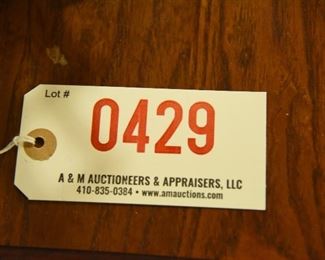 Lot #
0429
A & M AUCTIONEERS & APPRAISERS, LLC
410-835-0384 • www.amauctions.com